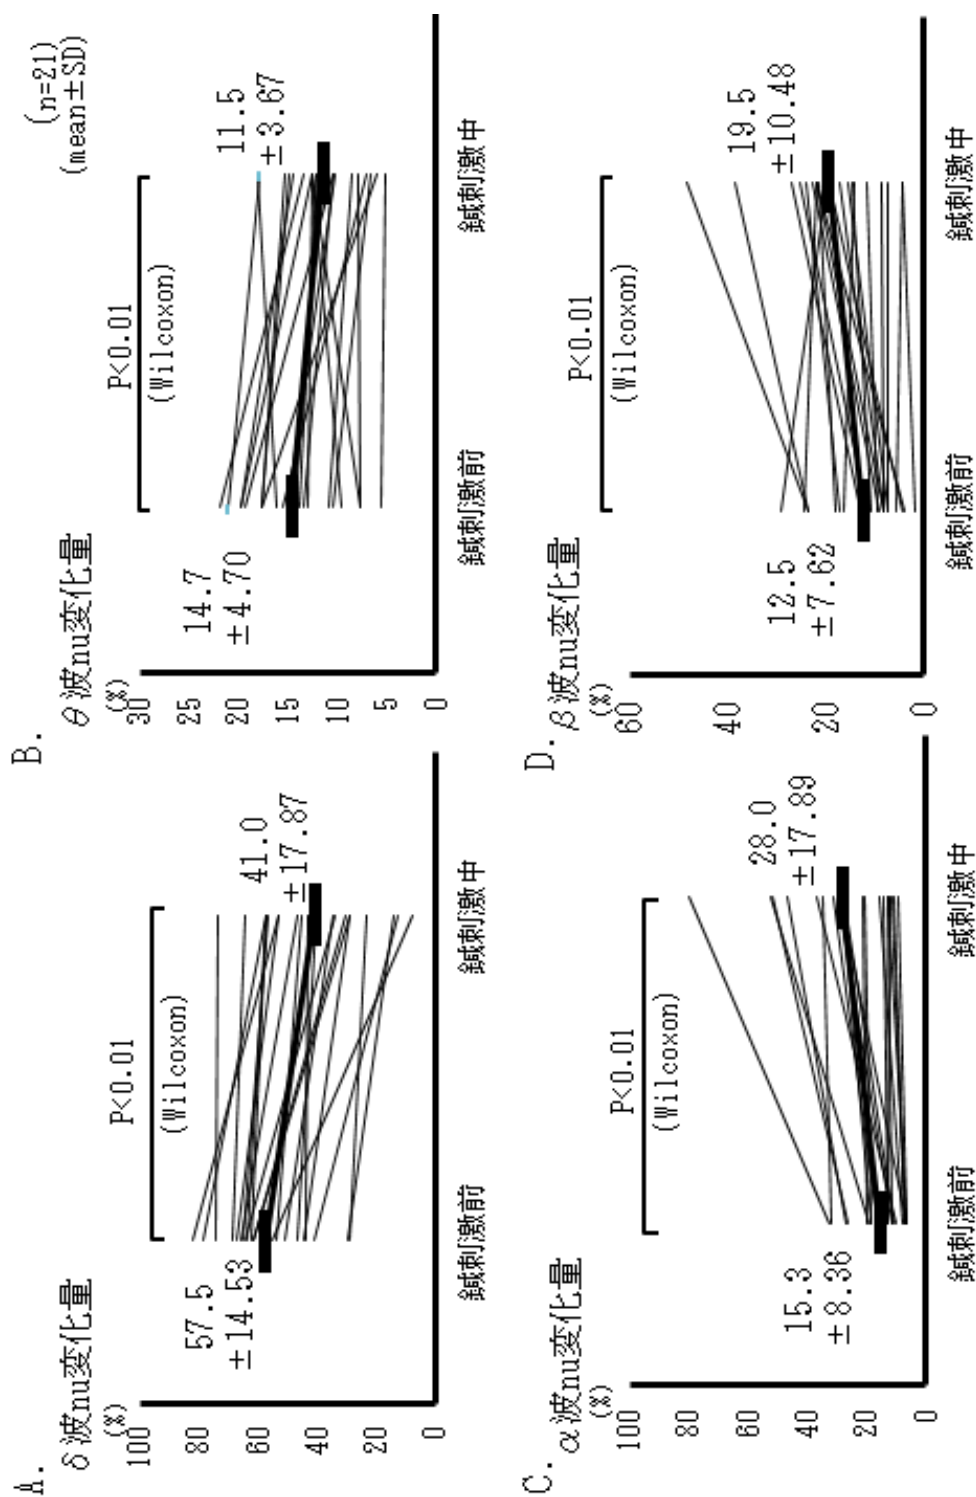 (n=21)
(mean±SD)
A.
δ波nu変化量
(%)
100
80
60
40
20
0
57.5
±14.53
P<0.01
(Wilcoxon)
41.0
±17.87
鍼刺激前
鍼刺激中
B.
θ波nu変化量
(%)
30
25
20
15
10
5
0
14.7
±4.70
P<0.01
(Wilcoxon)
11.5
±3.67
鍼刺激前
鍼刺激中
C.
α波nu変化量
(%)
100
80
60
40
20
0
15.3
±8.36
P<0.01
(Wilcoxon)
28.0
±17.89
鍼刺激前
鍼刺激中
D.
β波nu変化量
(%)
60
40
20
0
12.5
±7.62
P<0.01
(Wilcoxon)
19.5
±10.48
鍼刺激前
鍼刺激中